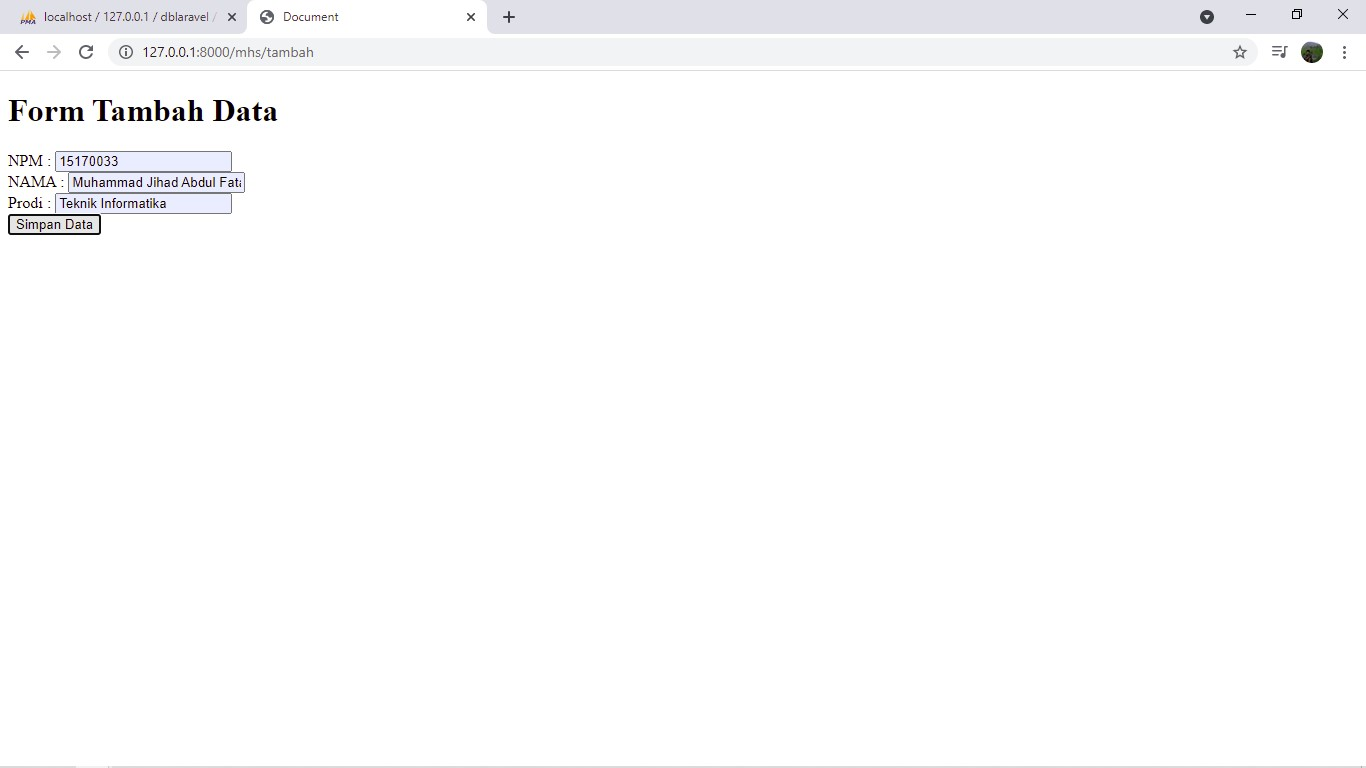 PMA
localhost / 127.0.0.1 / dblaravel /
Document
127.0.0.1:8000/mhs/tambah
Form Tambah Data
NPM : 15170033
NAMA : Muhammad Jihad Abdul
Prodi : Teknik Informatika
Simpan Data